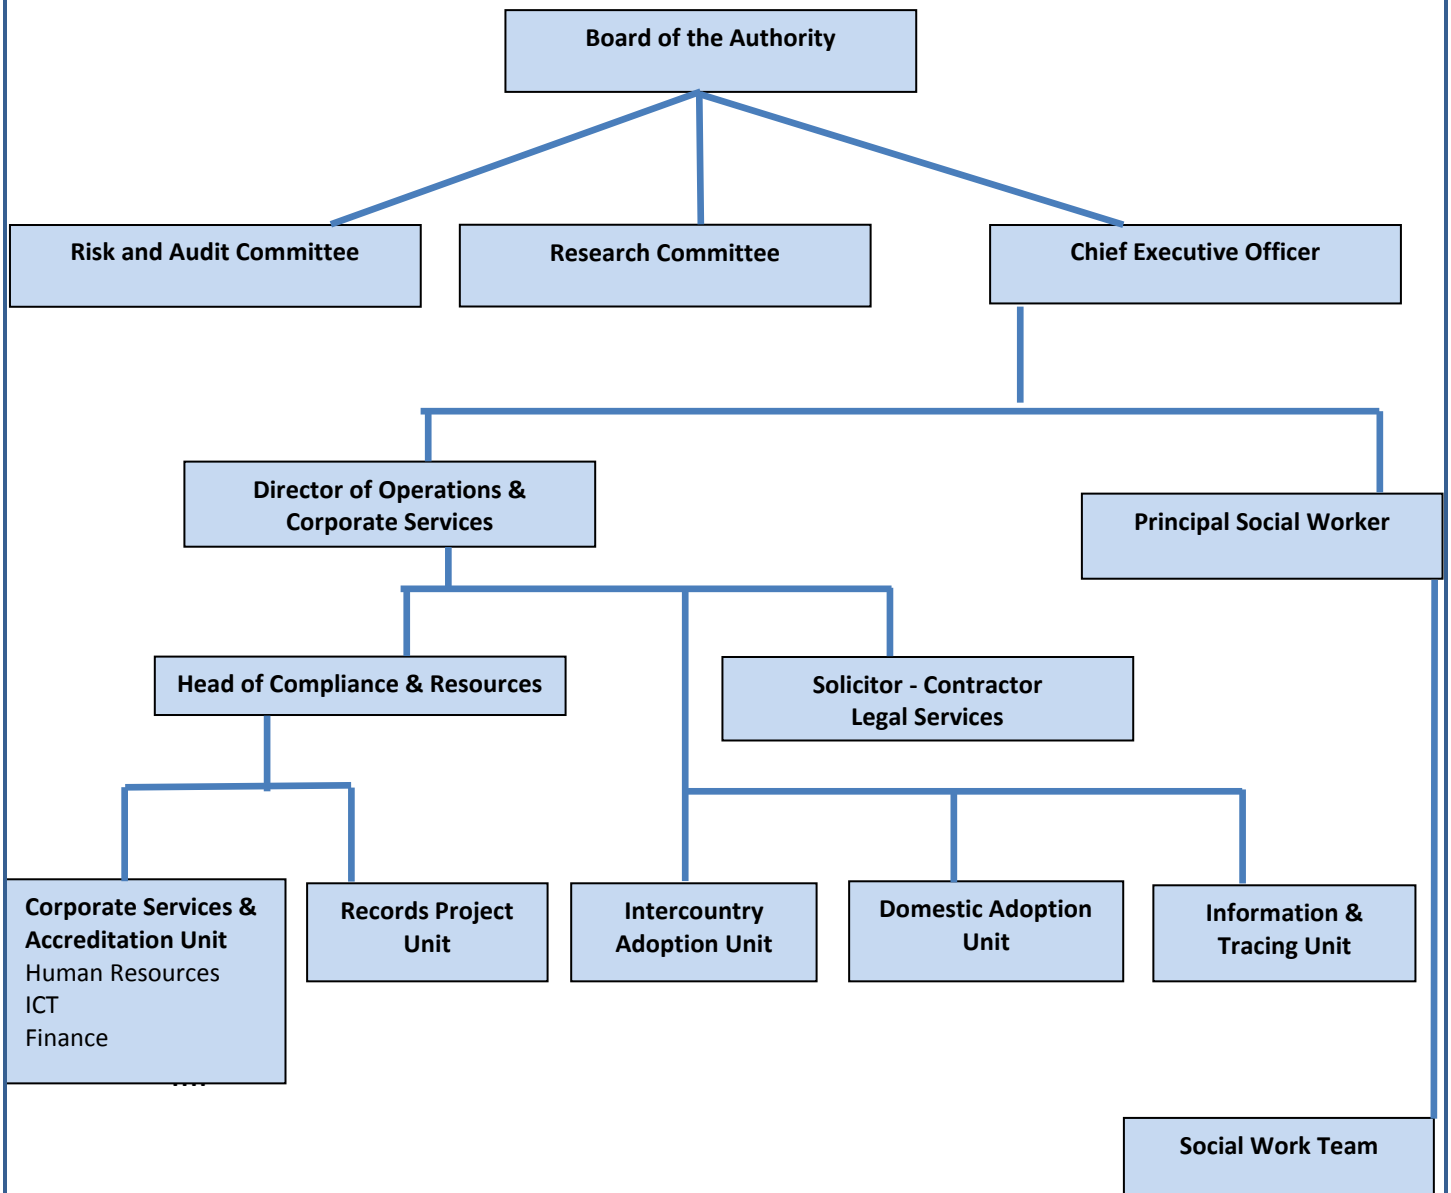 Board of the Authority
Risk and Audit Committee
Research Committee
Chief Executive Officer
Director of Operations &
Corporate Services
Principal Social Worker
Head of Compliance & Resources
Solicitor - Contractor
Legal Services
Corporate Services &
Accreditation Unit
Human Resources
ICT
Finance
Records Project
Unit
Intercountry
Adoption Unit
Domestic Adoption
Unit
Information &
Tracing Unit
Social Work Team